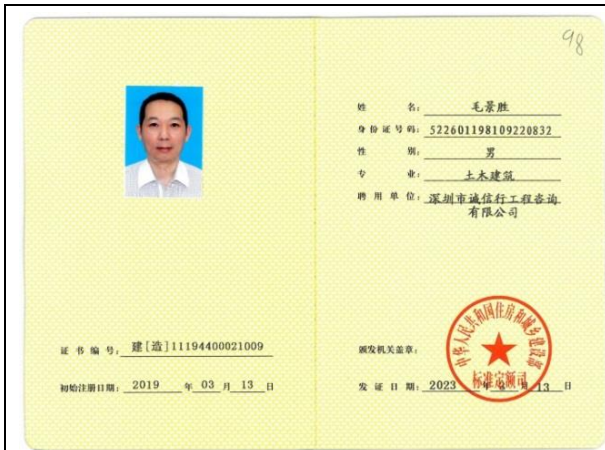 98
姓 名: 毛景胜
身份证号码: 522601198109220832
性 别: 男
专 业: 土木建筑
聘用单位: 深圳市诚信行工程咨询
有限公司
证书编号: 建[造]11194400021009
颁发机关盖章:
中华人民共和国住房和城乡建设部
标准定额司
初始注册日期: 2019 年 03 月 13 日
发证日期: 2023 年 月 13 日